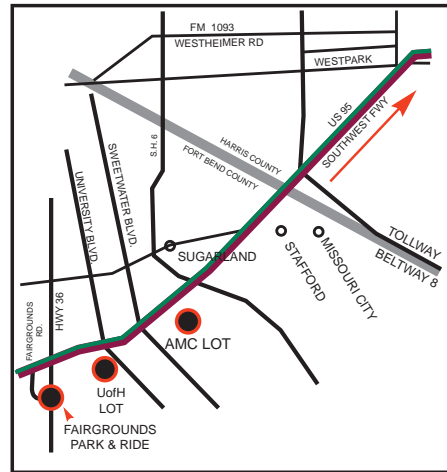 FM 1093
WESTHEIMER RD
WESTPARK
US 95
SOUTHWEST FWY
S.H. 6
HARRIS COUNTY
FORT BEND COUNTY
SWEETWATER BLVD.
UNIVERSITY BLVD.
SUGARLAND
STAFFORD
MISSOURI CITY
TOLLWAY
BELTWAY 8
HWY 36
FAIRGROUNDS
RD.
AMC LOT
UofH
LOT
FAIRGROUNDS
PARK & RIDE